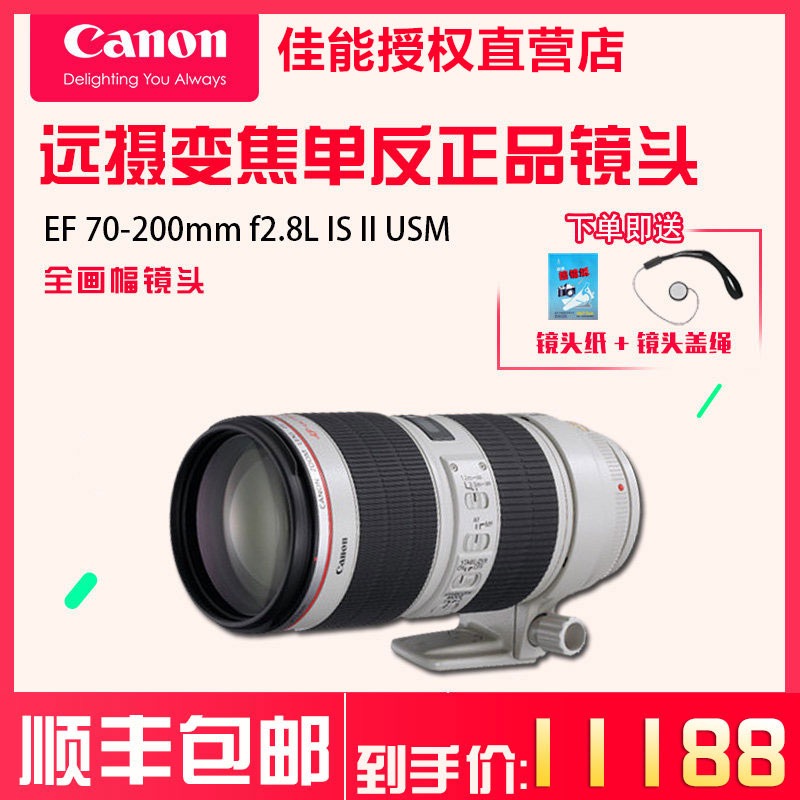 Canon
Delighting You Always
佳能授权直营店
远摄变焦单反正品镜头
EF 70-200mm f2.8L IS II USM
全画幅镜头
下单即送
镜头纸 + 镜头盖绳
Canon
顺丰包邮
到手价:11188